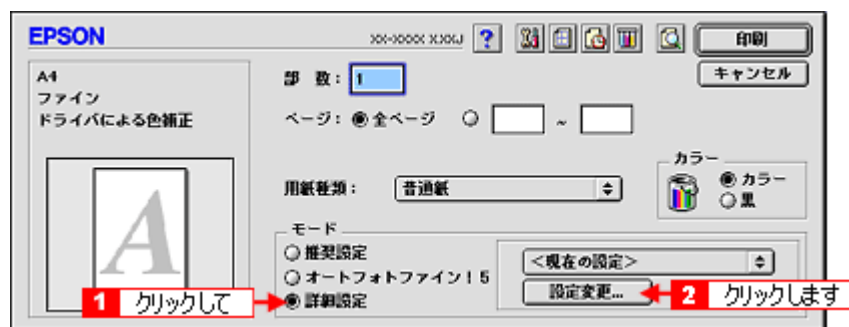 EPSON
XX-XXXX X.XXJ ?
印刷
A4
ファイン
ドライバによる色補正
部 数: 1
キャンセル
ページ: 全ページ ~
用紙種類: 普通紙
カラー
カラー
黒
A
モード
推奨設定
オートフォトファイン!5
詳細設定
<現在の設定>
設定変更...
1 クリックして
2 クリックします